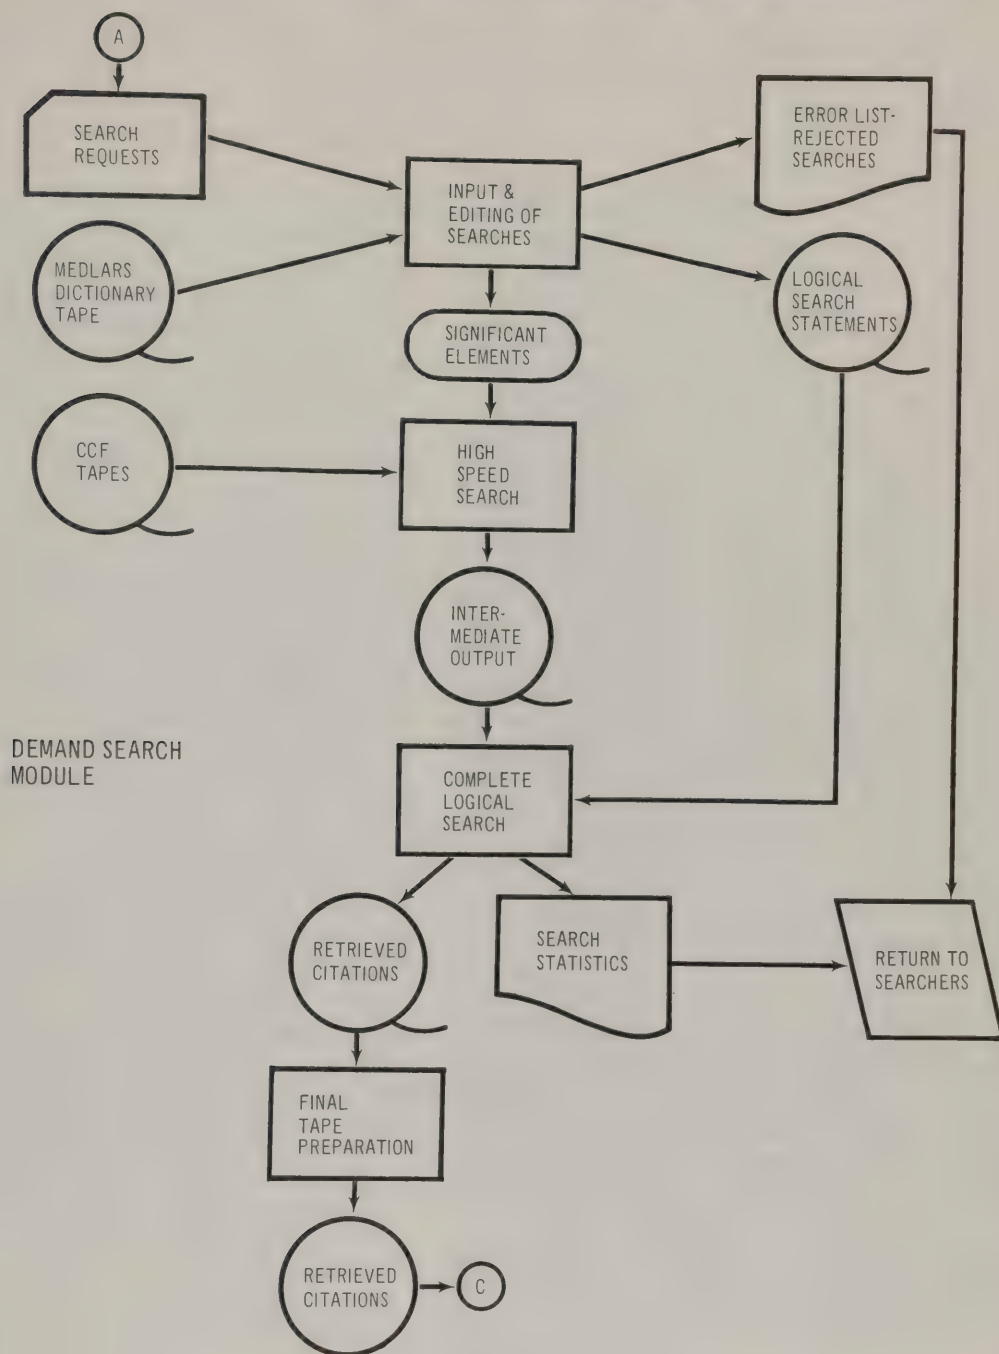 A
SEARCH
REQUESTS
ERROR LIST-
REJECTED
SEARCHES
INPUT &
EDITING OF
SEARCHES
MEDLARS
DICTIONARY
TAPE
LOGICAL
SEARCH
STATEMENTS
SIGNIFICANT
ELEMENTS
CCF
TAPES
HIGH
SPEED
SEARCH
INTER-
MEDIATE
OUTPUT
DEMAND SEARCH
MODULE
COMPLETE
LOGICAL
SEARCH
RETRIEVED
CITATIONS
SEARCH
STATISTICS
RETURN TO
SEARCHERS
FINAL
TAPE
PREPARATION
RETRIEVED
CITATIONS
C